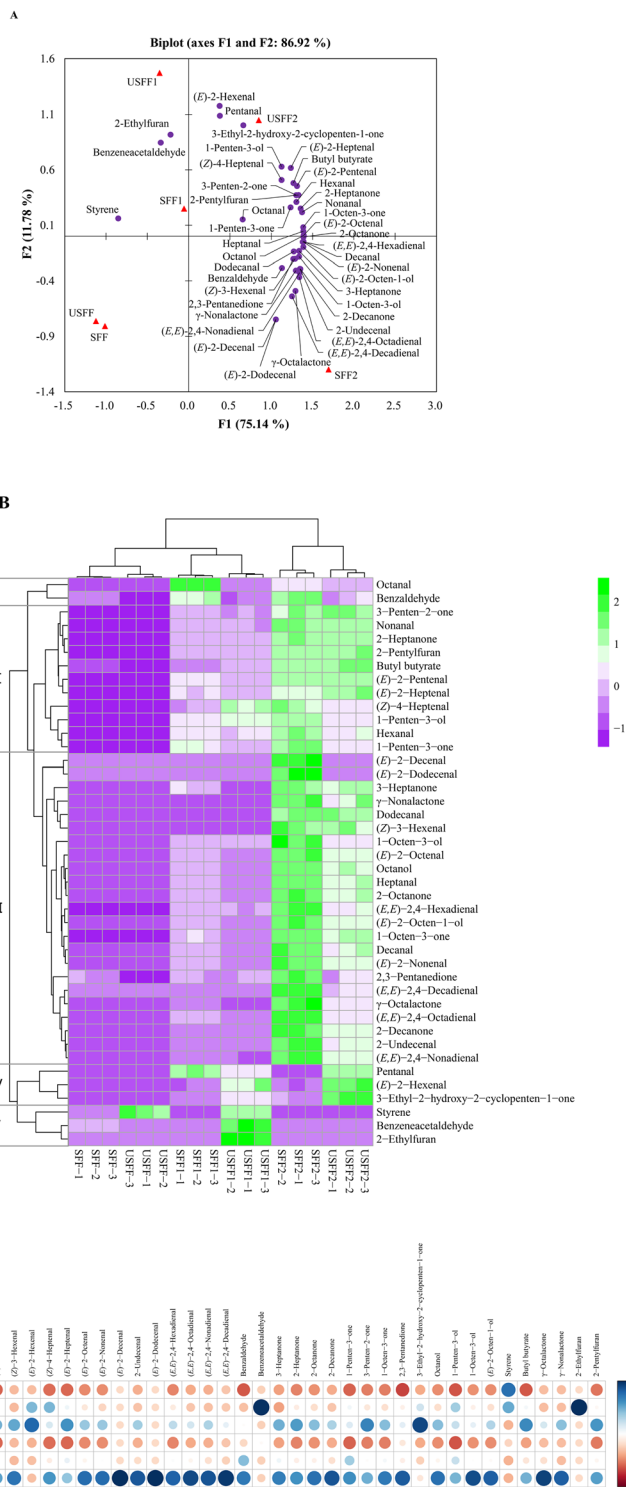 A
Biplot (axes F1 and F2: 86.92 %)
1.6
USFF1
(E)-2-Hexenal
Pentanal
1.1
USFF2
2-Ethylfuran
3-Ethyl-2-hydroxy-2-cyclopenten-1-one
1-Penten-3-ol
(E)-2-Heptenal
Benzeneacetaldehyde
(Z)-4-Heptenal
Butyl butyrate
0.6
(E)-2-Pentenal
3-Penten-2-one
Hexanal
2-Pentylfuran
2-Heptanone
Styrene
SFF1
Octanal
Nonanal
1-Octen-3-one
0.1
1-Penten-3-one
(E)-2-Octenal
2-Octanone
F2 (11.78 %)
Heptanal
(E,E)-2,4-Hexadienal
Octanol
Decanal
Dodecanal
(E)-2-Nonenal
-0.4
Benzaldehyde
(E)-2-Octen-1-ol
(Z)-3-Hexenal
3-Heptanone
2,3-Pentanedione
1-Octen-3-ol
USFF
γ-Nonalactone
2-Decanone
SFF
(E,E)-2,4-Nonadienal
2-Undecenal
-0.9
(E)-2-Decenal
(E,E)-2,4-Octadienal
(E,E)-2,4-Decadienal
γ-Octalactone
(E)-2-Dodecenal
SFF2
-1.4
-1.5 -1.0 -0.5 0.0 0.5 1.0 1.5 2.0 2.5 3.0
F1 (75.14 %)
B
Octanal
Benzaldehyde
3−Penten−2−one
Nonanal
2−Heptanone
2−Pentylfuran
Butyl butyrate
(E)−2−Pentenal
(E)−2−Heptenal
(Z)−4−Heptenal
1−Penten−3−ol
Hexanal
1−Penten−3−one
(E)−2−Decenal
(E)−2−Dodecenal
3−Heptanone
γ−Nonalactone
Dodecanal
(Z)−3−Hexenal
1−Octen−3−ol
(E)−2−Octenal
Octanol
Heptanal
2−Octanone
(E,E)−2,4−Hexadienal
(E)−2−Octen−1−ol
1−Octen−3−one
Decanal
(E)−2−Nonenal
2,3−Pentanedione
(E,E)−2,4−Decadienal
γ−Octalactone
(E,E)−2,4−Octadienal
2−Decanone
2−Undecenal
(E,E)−2,4−Nonadienal
Pentanal
(E)−2−Hexenal
3−Ethyl−2−hydroxy−2−cyclopenten−1−one
Styrene
Benzeneacetaldehyde
2−Ethylfuran
2
1
0
−1
SFF−1
SFF−2
SFF−3
USFF−3
USFF−1
USFF−2
SFF1−1
SFF1−2
SFF1−3
USFF1−2
USFF1−1
USFF1−3
SFF2−2
SFF2−1
SFF2−3
USFF2−1
USFF2−2
USFF2−3
(Z)−3−Hexenal
(E)−2−Hexenal
(Z)−4−Heptenal
(E)−2−Heptenal
(E)−2−Octenal
(E)−2−Nonenal
(E)−2−Decenal
2−Undecenal
(E)−2−Dodecenal
(E,E)−2,4−Hexadienal
(E,E)−2,4−Octadienal
(E,E)−2,4−Nonadienal
(E,E)−2,4−Decadienal
Benzaldehyde
Benzeneacetaldehyde
3−Heptanone
2−Heptanone
2−Octanone
2−Decanone
1−Penten−3−one
3−Penten−2−one
1−Octen−3−one
2,3−Pentanedione
3−Ethyl−2−hydroxy−2−cyclopenten−1−one
Octanol
1−Penten−3−ol
1−Octen−3−ol
(E)−2−Octen−1−ol
Styrene
Butyl butyrate
γ−Octalactone
γ−Nonalactone
2−Ethylfuran
2−Pentylfuran